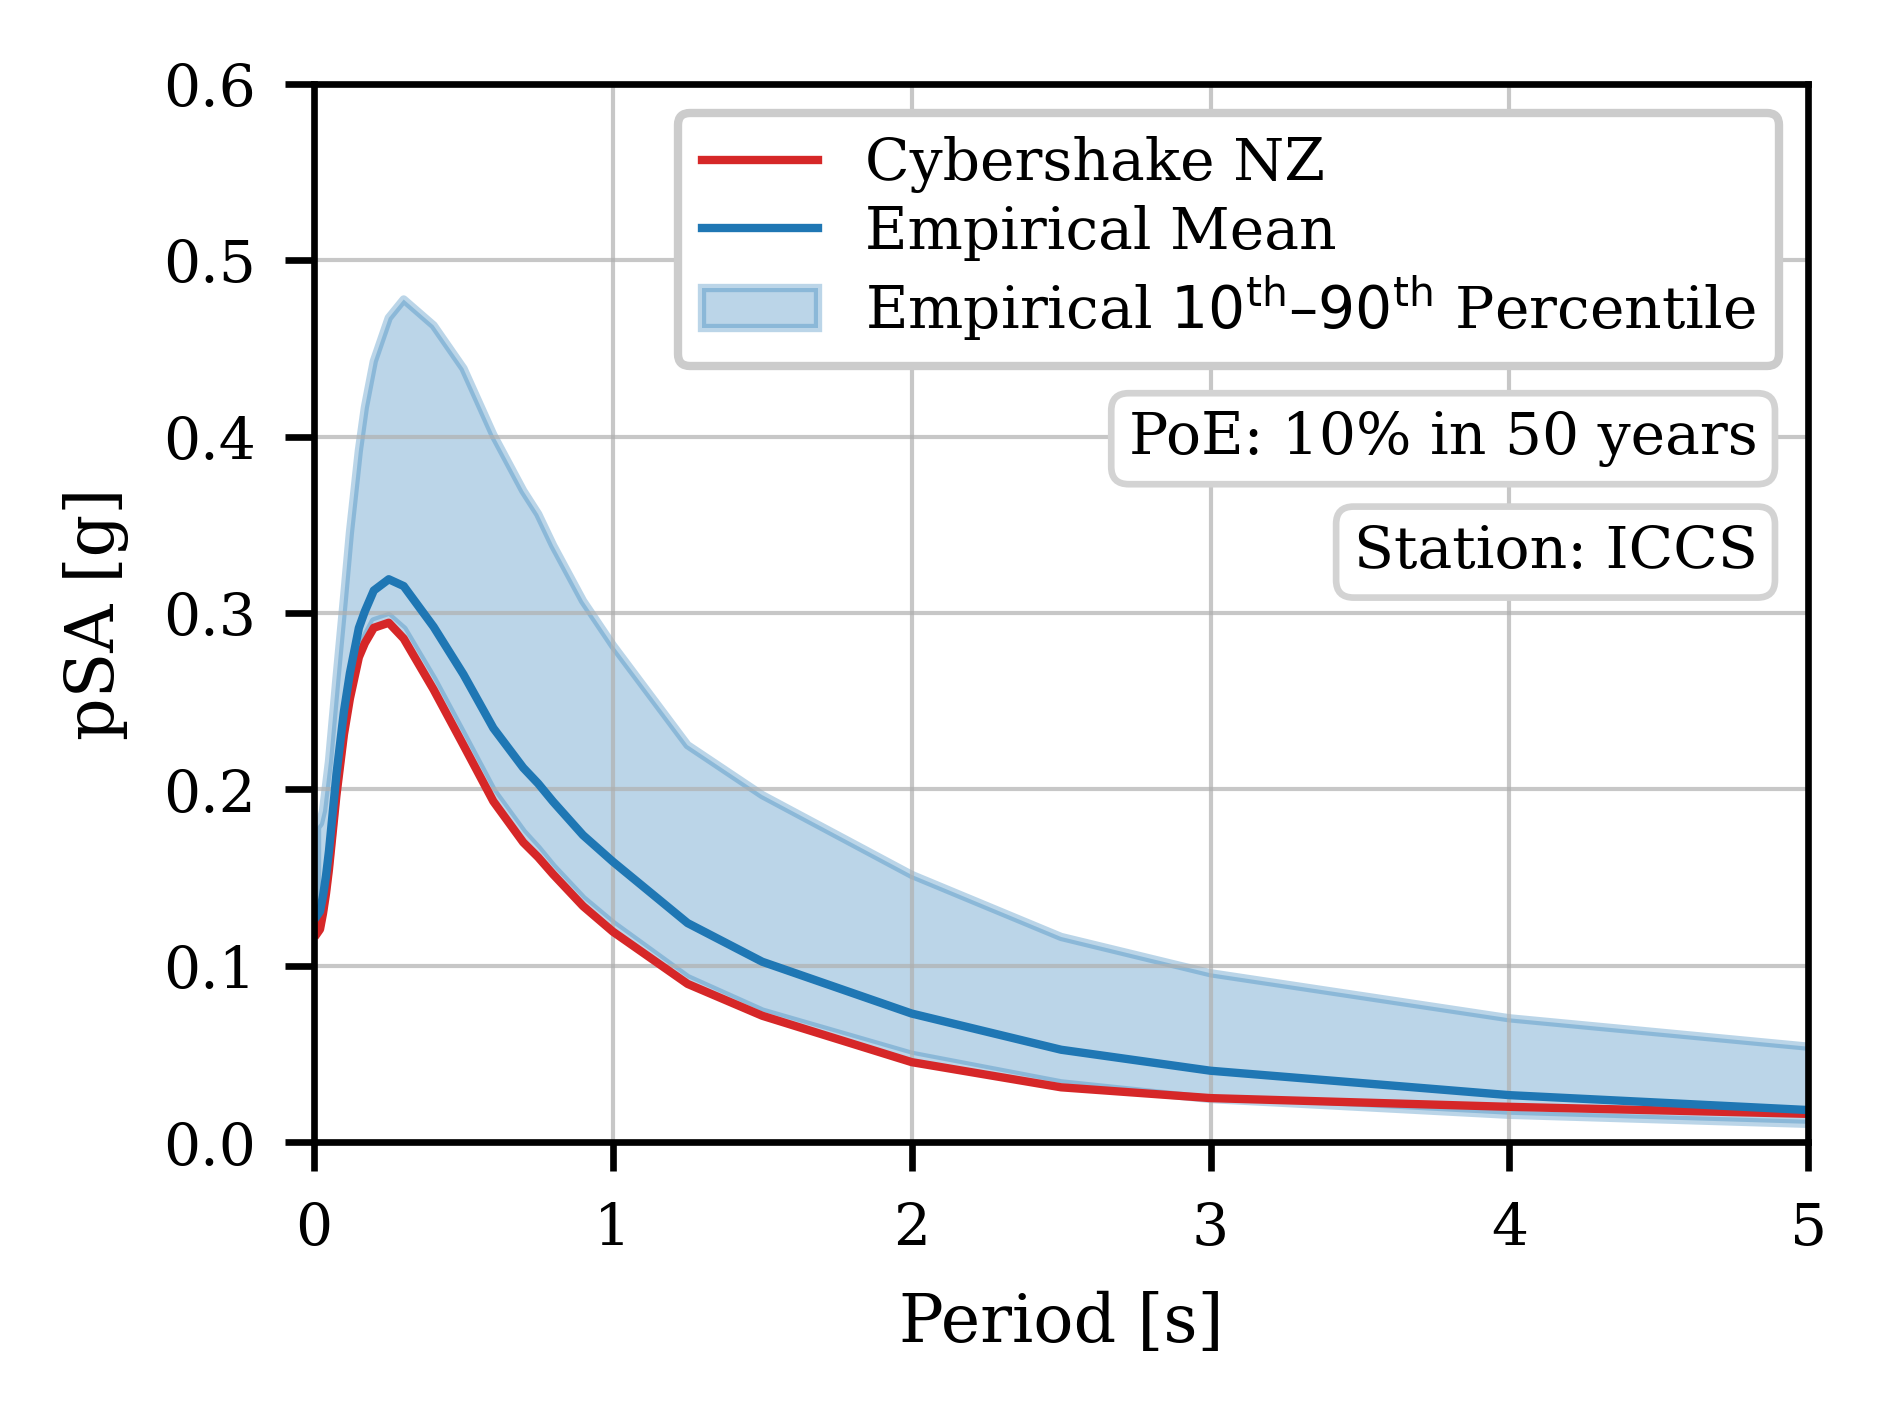 0.6
0.5
0.4
0.3
0.2
0.1
0.0
pSA [g]
Cybershake NZ
Empirical Mean
Empirical 10th–90th Percentile
PoE: 10% in 50 years
Station: ICCS
0 1 2 3 4 5
Period [s]